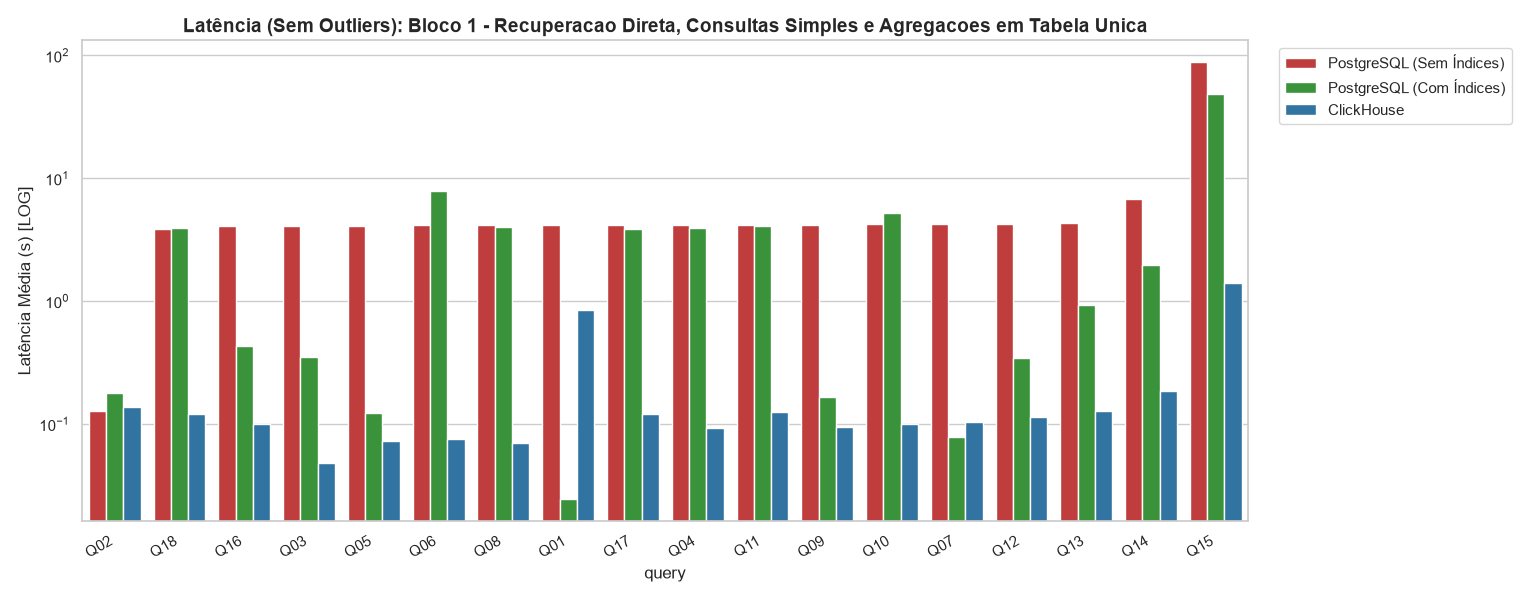 Latência (Sem Outliers): Bloco 1 - Recuperacao Direta, Consultas Simples e Agregacoes em Tabela Unica
PostgreSQL (Sem Índices)
PostgreSQL (Com Índices)
ClickHouse
Latência Média (s) [LOG]
10²
10¹
10⁰
10⁻¹
Q02 Q18 Q16 Q03 Q05 Q06 Q08 Q01 Q17 Q04 Q11 Q09 Q10 Q07 Q12 Q13 Q14 Q15
query